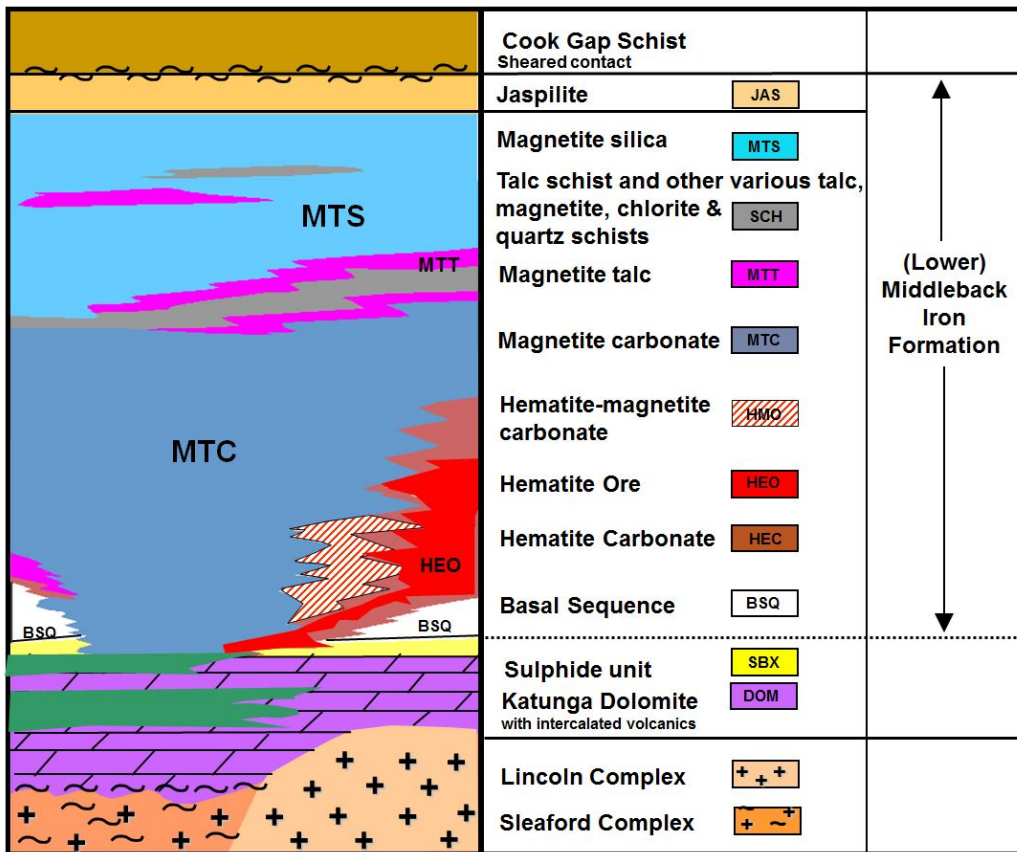 Cook Gap Schist
Sheared contact
Jaspilite
JAS
Magnetite silica
MTS
Talc schist and other various talc,
magnetite, chlorite &
quartz schists
SCH
Magnetite talc
MTT
Magnetite carbonate
MTC
Hematite-magnetite
carbonate
HMO
Hematite Ore
HEO
Hematite Carbonate
HEC
Basal Sequence
BSQ
Sulphide unit
SBX
Katunga Dolomite
DOM
with intercalated volcanics
Lincoln Complex
Sleaford Complex
(Lower)
Middleback
Iron
Formation
MTS
MTT
MTC
HEO
BSQ
BSQ